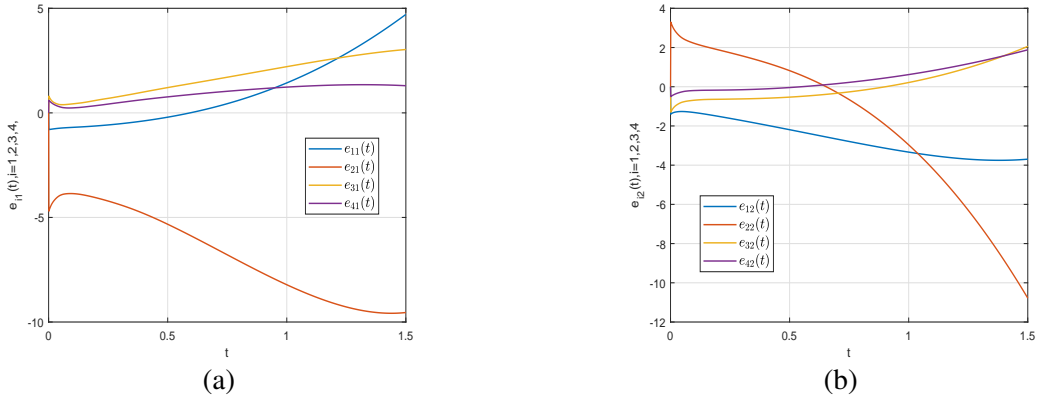 5
0
-5
-10
0
0.5
1
1.5
t
e_{i1}(t),i=1,2,3,4,
e_{11}(t)
e_{21}(t)
e_{31}(t)
e_{41}(t)
(a)
4
2
0
-2
-4
-6
-8
-10
-12
0
0.5
1
1.5
t
e_{i2}(t),i=1,2,3,4
e_{12}(t)
e_{22}(t)
e_{32}(t)
e_{42}(t)
(b)